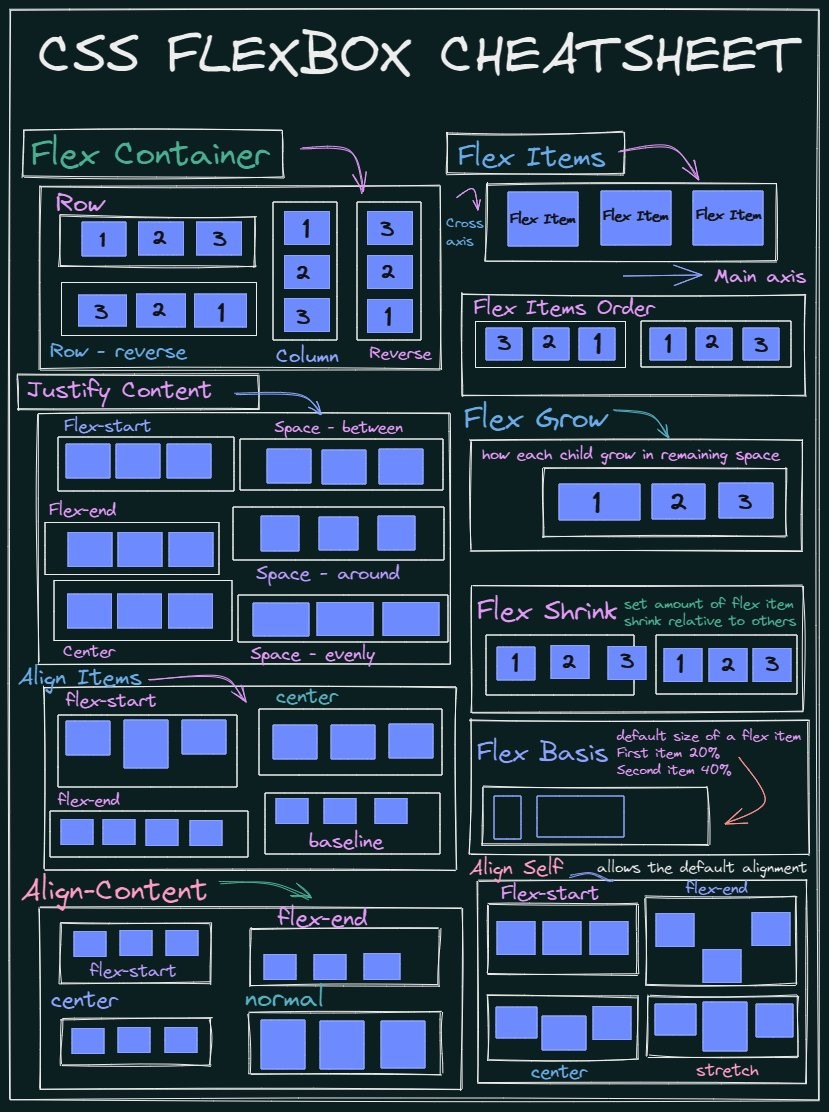 CSS FLEXBOX CHEATSHEET
Flex Container
Row
1 2 3
3 2 1
Row - reverse
1
2
3
Column
3
2
1
Reverse
Justify Content
Flex-start
Space - between
Flex-end
Space - around
Center
Space - evenly
Align Items
flex-start
center
flex-end
baseline
Align-Content
flex-start
flex-end
center
normal
Flex Items
Cross
axis
Flex Item Flex Item Flex Item
Main axis
Flex Items Order
3 2 1 1 2 3
Flex Grow
how each child grow in remaining space
1 2 3
Flex Shrink
set amount of flex item
shrink relative to others
1 2 3 1 2 3
Flex Basis
default size of a flex item
First item 20%
Second item 40%
Align Self
allows the default alignment
Flex-start
flex-end
center
stretch